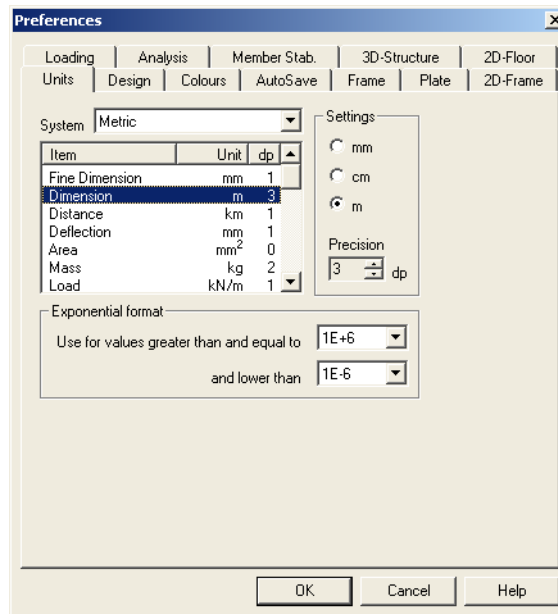 Preferences
Loading Analysis Member Stab. 3D-Structure 2D-Floor
Units Design Colours AutoSave Frame Plate 2D-Frame
System Metric
Settings
Item Unit dp
mm
Fine Dimension mm 1
cm
Dimension m 3
m
Distance km 1
Deflection mm 1
Precision
Area mm² 0
3 dp
Mass kg 2
Load kN/m 1
Exponential format
Use for values greater than and equal to 1E+6
and lower than 1E-6
OK Cancel Help